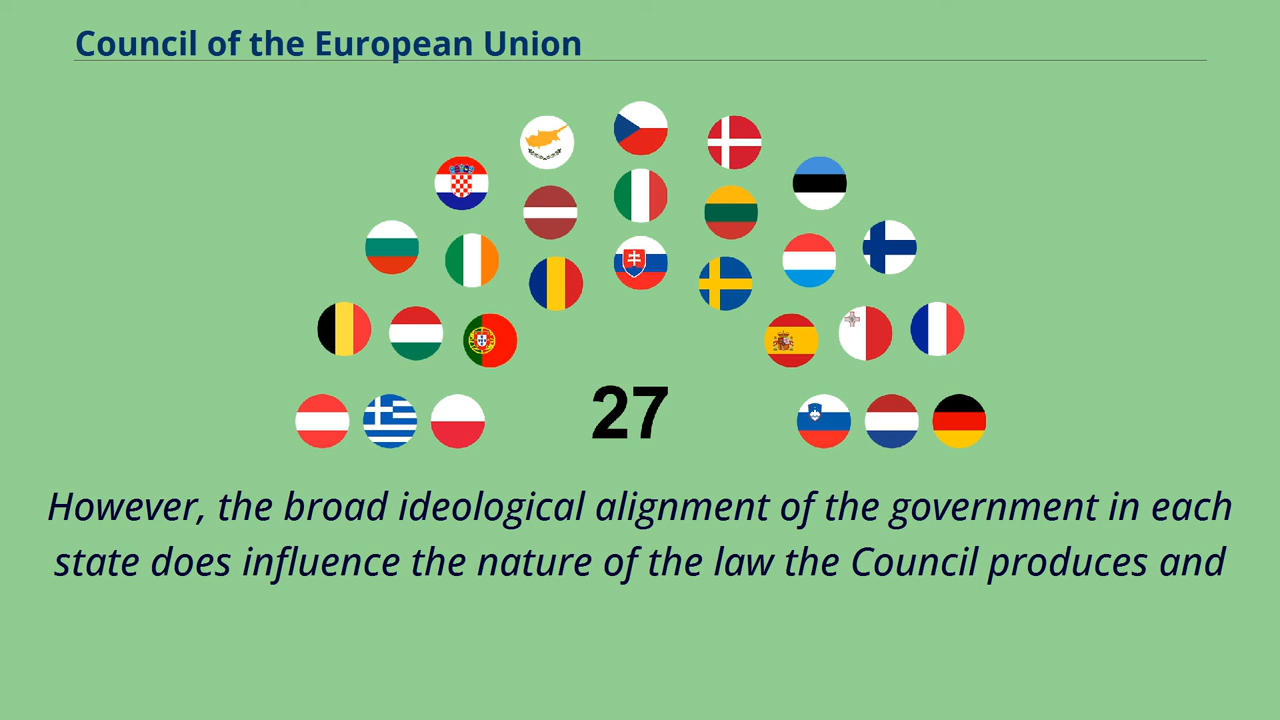 Council of the European Union
27
However, the broad ideological alignment of the government in each
state does influence the nature of the law the Council produces and